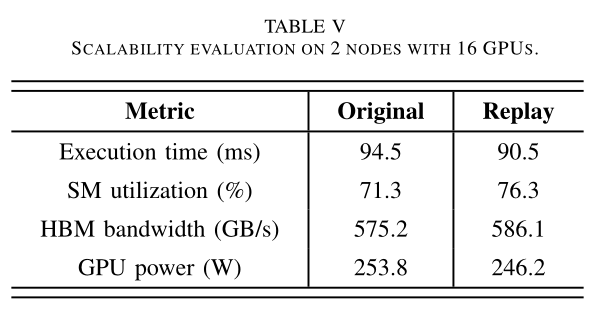 TABLE V
SCALABILITY EVALUATION ON 2 NODES WITH 16 GPUS.
Metric Original Replay
Execution time (ms) 94.5 90.5
SM utilization (%) 71.3 76.3
HBM bandwidth (GB/s) 575.2 586.1
GPU power (W) 253.8 246.2